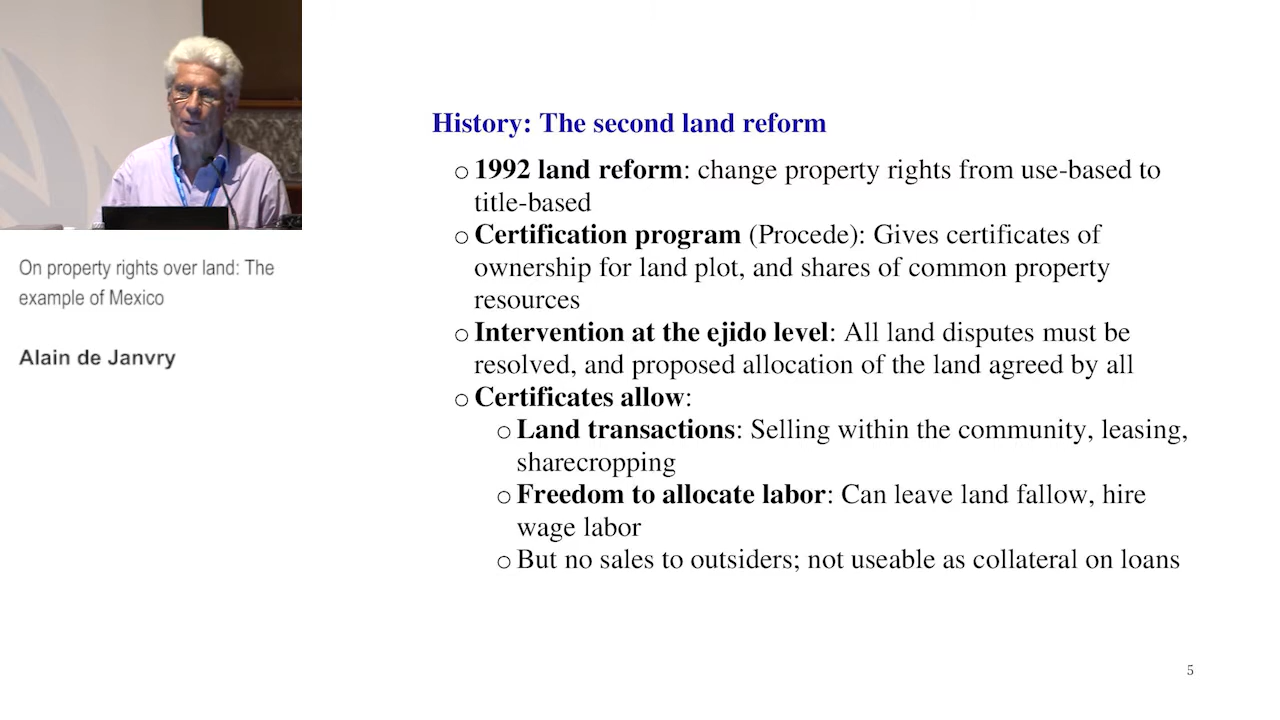 On property rights over land: The
example of Mexico
Alain de Janvry
History: The second land reform
o 1992 land reform: change property rights from use-based to
title-based
o Certification program (Procede): Gives certificates of
ownership for land plot, and shares of common property
resources
o Intervention at the ejido level: All land disputes must be
resolved, and proposed allocation of the land agreed by all
o Certificates allow:
o Land transactions: Selling within the community, leasing,
sharecropping
o Freedom to allocate labor: Can leave land fallow, hire
wage labor
o But no sales to outsiders; not useable as collateral on loans
5